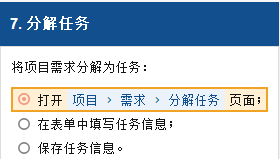 7. 分解任务
将项目需求分解为任务：
打开 项目 > 需求 > 分解任务 页面；
在表单中填写任务信息；
保存任务信息。